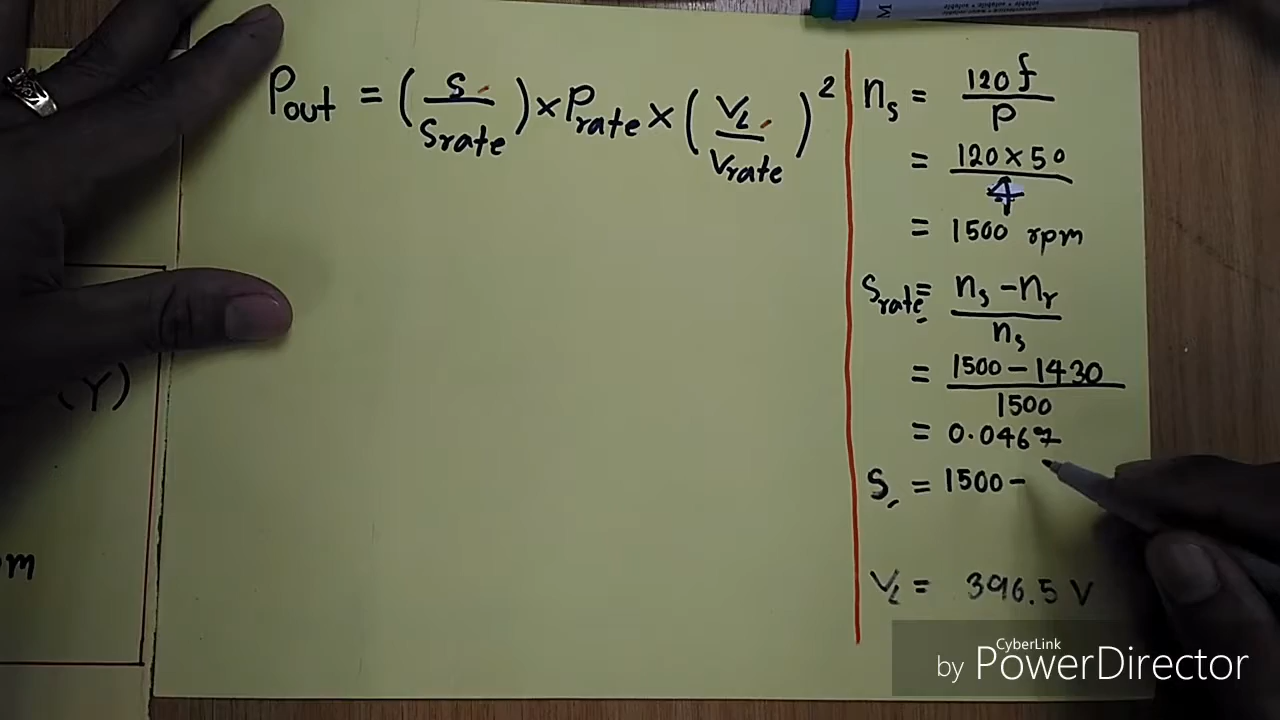 Pout = (S / Srate) × Prate × (VL / Vrate)²
ns = 120f / P
= 120 × 50 / 4
= 1500 rpm
Srate = ns - nr / ns
= 1500 - 1430 / 1500
= 0.0467
S = 1500 -
VL = 396.5 V
(Y)
m
CyberLink
by PowerDirector